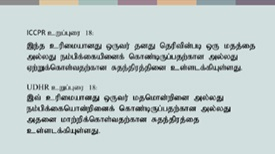 ICCPR உறுப்புரை 18:
இந்த உரிமையானது ஒருவர் தனது தெரிவின்படி ஒரு மதத்தை
அல்லது நம்பிக்கையினைக் கொண்டிருப்பதற்கான அல்லது
ஏற்றுக்கொள்வதற்கான சுதந்திரத்தினை உள்ளடக்கியுள்ளது.
UDHR உறுப்புரை 18:
இவ் உரிமையானது ஒருவர் மதமொன்றினை அல்லது
நம்பிக்கையொன்றினைக் கொண்டிருப்பதற்கான அல்லது
அதனை மாற்றிக்கொள்வதற்கான சுதந்திரத்தை
உள்ளடக்கியுள்ளது.